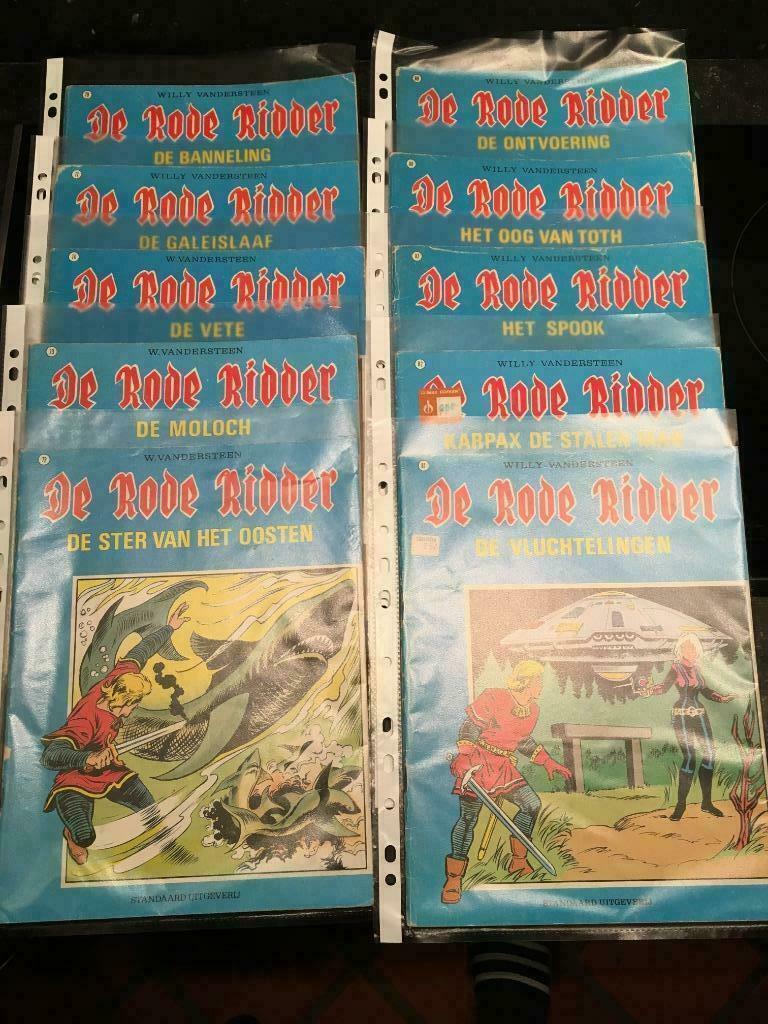 WILLY VANDERSTEEN
De Rode Ridder
DE BANNELING
WILLY VANDERSTEEN
De Rode Ridder
DE GALEISLAAF
W. VANDERSTEEN
De Rode Ridder
DE VETE
W. VANDERSTEEN
De Rode Ridder
DE MOLOCH
W. VANDERSTEEN
De Rode Ridder
DE STER VAN HET OOSTEN
STANDAARD UITGEVERIJ
WILLY VANDERSTEEN
De Rode Ridder
DE ONTVOERING
WILLY VANDERSTEEN
De Rode Ridder
HET OOG VAN TOTH
WILLY VANDERSTEEN
De Rode Ridder
HET SPOOK
WILLY VANDERSTEEN
De Rode Ridder
KARPAX DE STALEN MAN
WILLY VANDERSTEEN
De Rode Ridder
DE VLUCHTELINGEN
STANDAARD UITGEVERIJ